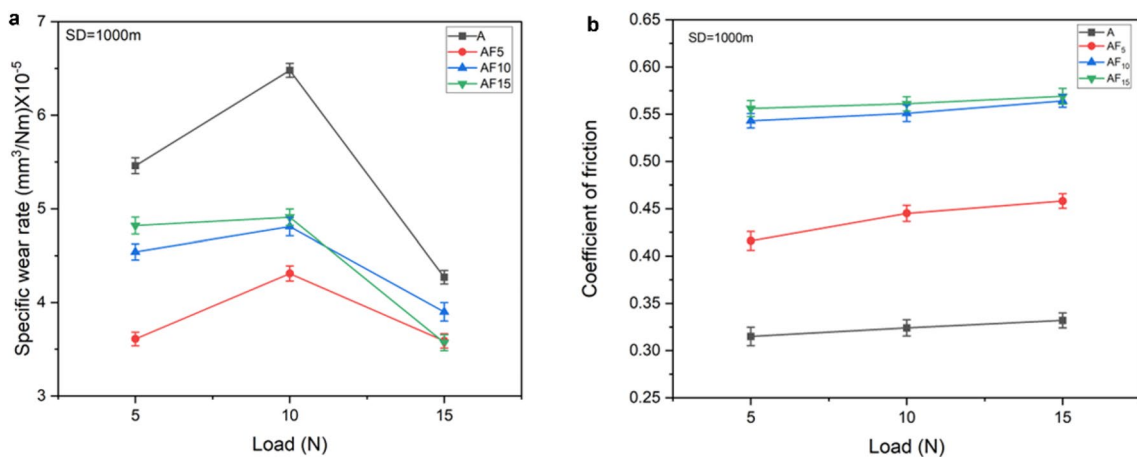 a
SD=1000m
A
AF5
AF10
AF15
7
6
5
4
3
Specific wear rate (mm³/Nm)X10⁻⁵
5 10 15
Load (N)
b
SD=1000m
A
AF₅
AF₁₀
AF₁₅
0.65
0.60
0.55
0.50
0.45
0.40
0.35
0.30
0.25
Coefficient of friction
5 10 15
Load (N)